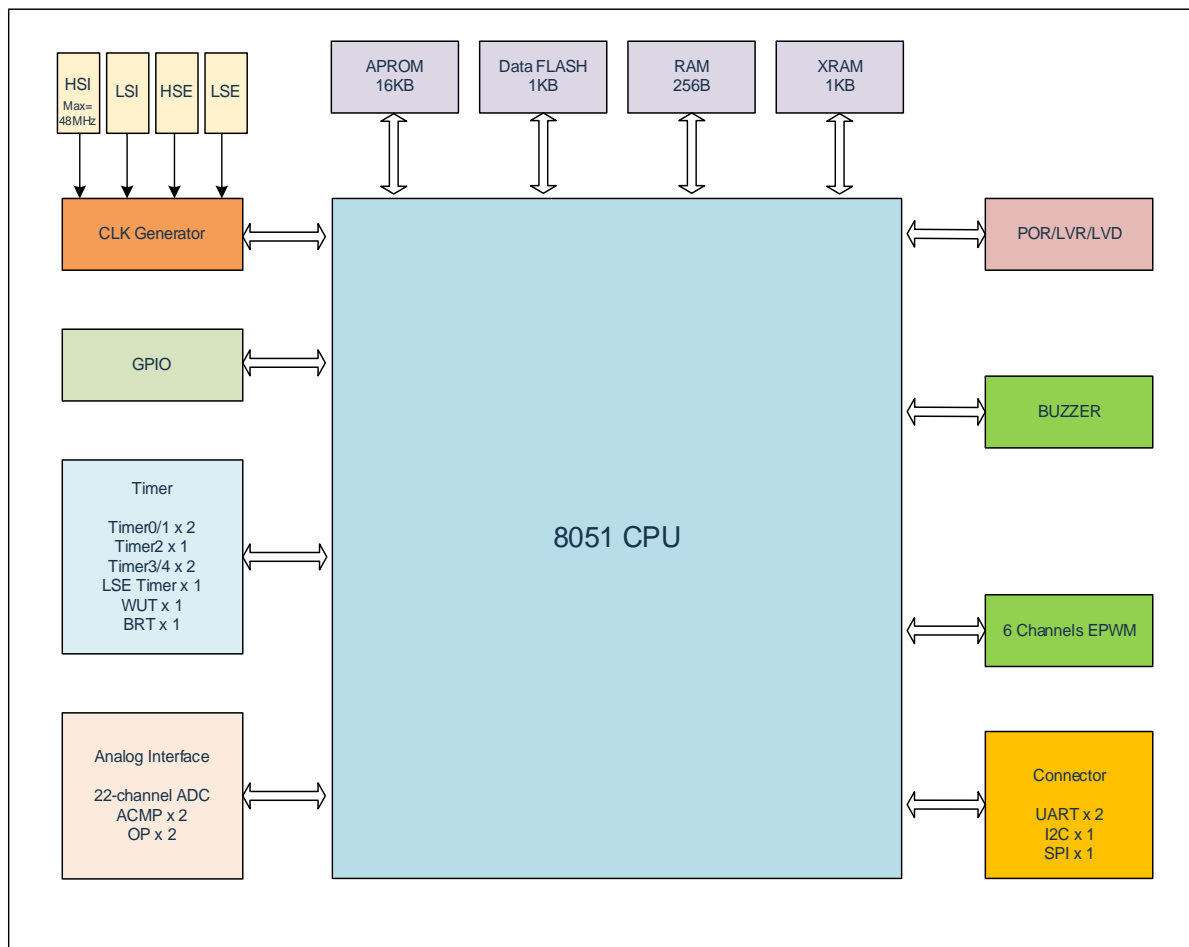 HSI
Max=
48MHz
LSI
HSE
LSE
APROM
16KB
Data FLASH
1KB
RAM
256B
XRAM
1KB
CLK Generator
POR/LVR/LVD
GPIO
BUZZER
Timer
Timer0/1 x 2
Timer2 x 1
Timer3/4 x 2
LSE Timer x 1
WUT x 1
BRT x 1
8051 CPU
6 Channels EPWM
Analog Interface
22-channel ADC
ACMP x 2
OP x 2
Connector
UART x 2
I2C x 1
SPI x 1